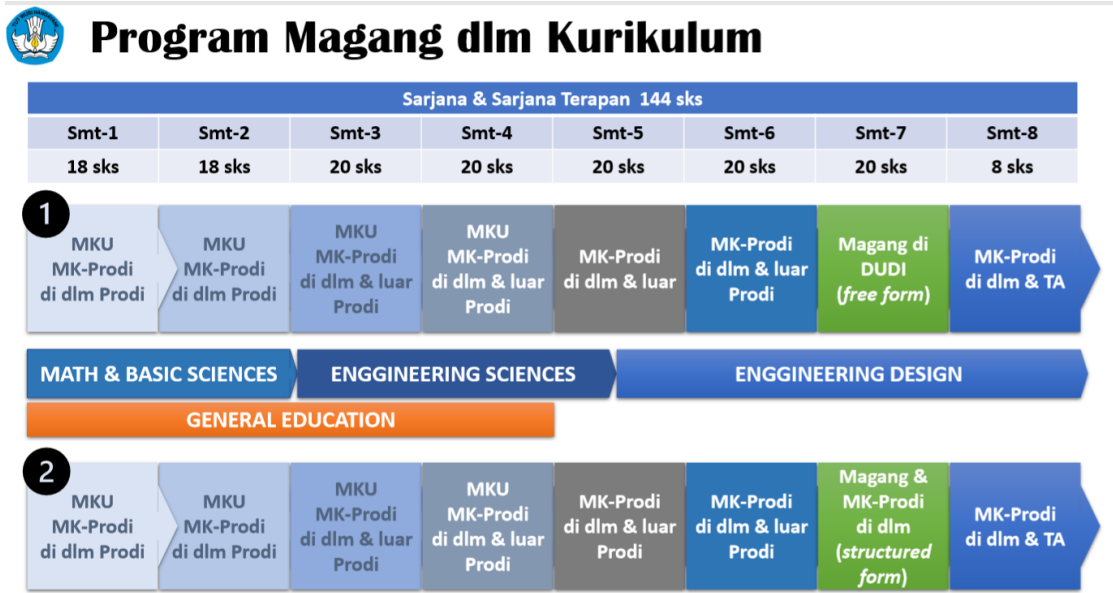 Program Magang dlm Kurikulum
Sarjana & Sarjana Terapan 144 sks
Smt-1 Smt-2 Smt-3 Smt-4 Smt-5 Smt-6 Smt-7 Smt-8
18 sks 18 sks 20 sks 20 sks 20 sks 20 sks 20 sks 8 sks
1
MKU
MK-Prodi
di dlm Prodi
MKU
MK-Prodi
di dlm Prodi
MKU
MK-Prodi
di dlm & luar
Prodi
MKU
MK-Prodi
di dlm & luar
Prodi
MK-Prodi
di dlm & luar
MK-Prodi
di dlm & luar
Prodi
Magang di
DUDI
(free form)
MK-Prodi
di dlm & TA
MATH & BASIC SCIENCES
ENGGINEERING SCIENCES
ENGGINEERING DESIGN
GENERAL EDUCATION
2
MKU
MK-Prodi
di dlm Prodi
MKU
MK-Prodi
di dlm Prodi
MKU
MK-Prodi
di dlm & luar
Prodi
MKU
MK-Prodi
di dlm & luar
Prodi
MK-Prodi
di dlm & luar
Prodi
MK-Prodi
di dlm & luar
Prodi
Magang &
MK-Prodi
di dlm
(structured
form)
MK-Prodi
di dlm & TA